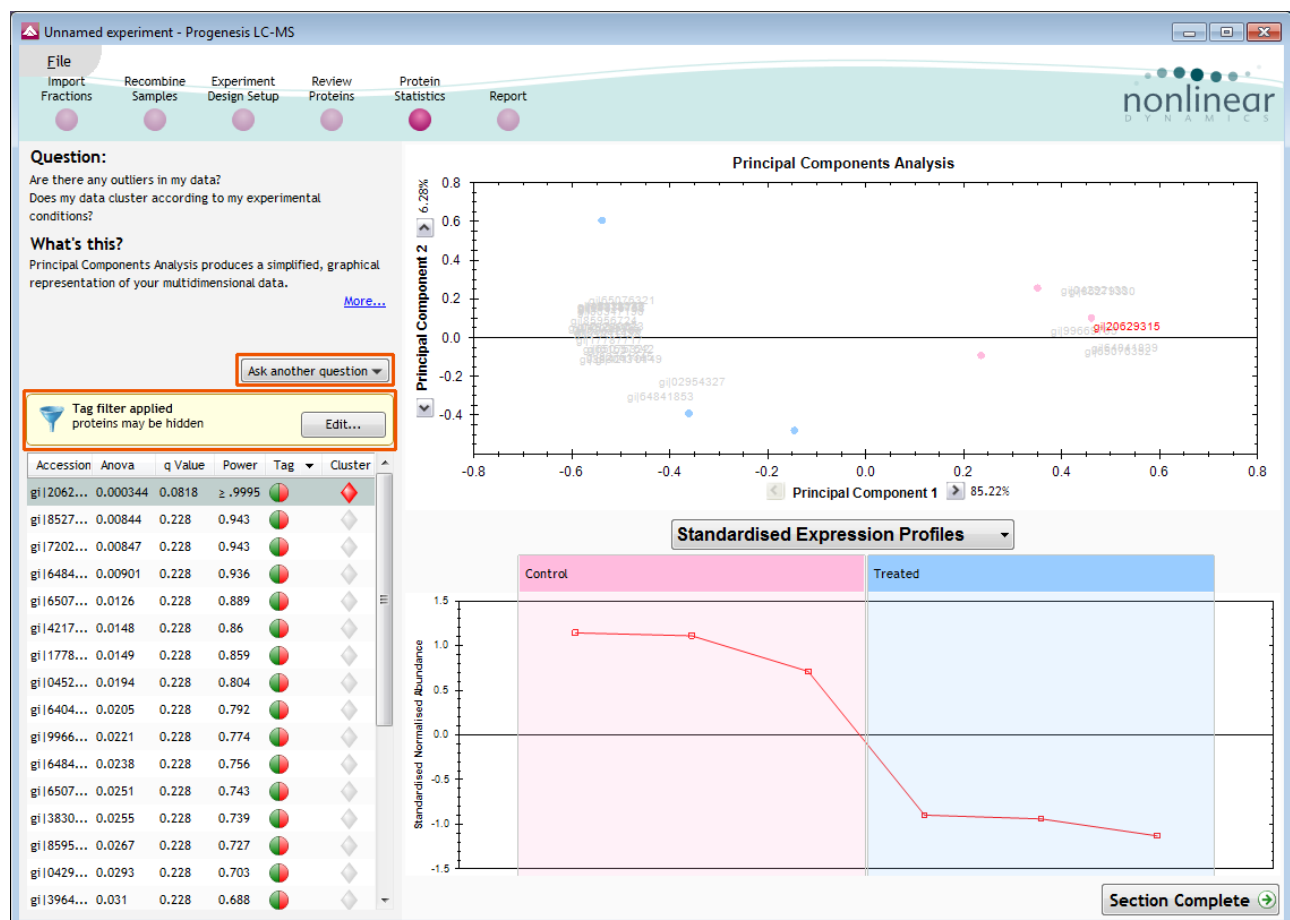 Unnamed experiment - Progenesis LC-MS
File
Import Fractions
Recombine Samples
Experiment Design Setup
Review Proteins
Protein Statistics
Report
nonlinear
DYNAMICS
Question:
Are there any outliers in my data?
Does my data cluster according to my experimental
conditions?
What's this?
Principal Components Analysis produces a simplified, graphical
representation of your multidimensional data.
More...
Ask another question
Tag filter applied
proteins may be hidden
Edit...
Accession Anova q Value Power Tag Cluster
gi|2062... 0.000344 0.0818 ≥ .9995
gi|8527... 0.00844 0.228 0.943
gi|7202... 0.00847 0.228 0.943
gi|6484... 0.00901 0.228 0.936
gi|6507... 0.0126 0.228 0.889
gi|4217... 0.0148 0.228 0.86
gi|1778... 0.0149 0.228 0.859
gi|0452... 0.0194 0.228 0.804
gi|6404... 0.0205 0.228 0.792
gi|9966... 0.0221 0.228 0.774
gi|6484... 0.0238 0.228 0.756
gi|6507... 0.0251 0.228 0.743
gi|3830... 0.0255 0.228 0.739
gi|8595... 0.0267 0.228 0.727
gi|0429... 0.0293 0.228 0.703
gi|3964... 0.031 0.228 0.688
Principal Components Analysis
Principal Component 2 6.28%
0.8
0.6
0.4
0.2
0.0
-0.2
-0.4
gi|65076321
gi|02954327
gi|64841853
gi|20629315
-0.8 -0.6 -0.4 -0.2 0.0 0.2 0.4 0.6 0.8
Principal Component 1 85.22%
Standardised Expression Profiles
Control Treated
Standardised Normalised Abundance
1.5
1.0
0.5
0.0
-0.5
-1.0
-1.5
Section Complete